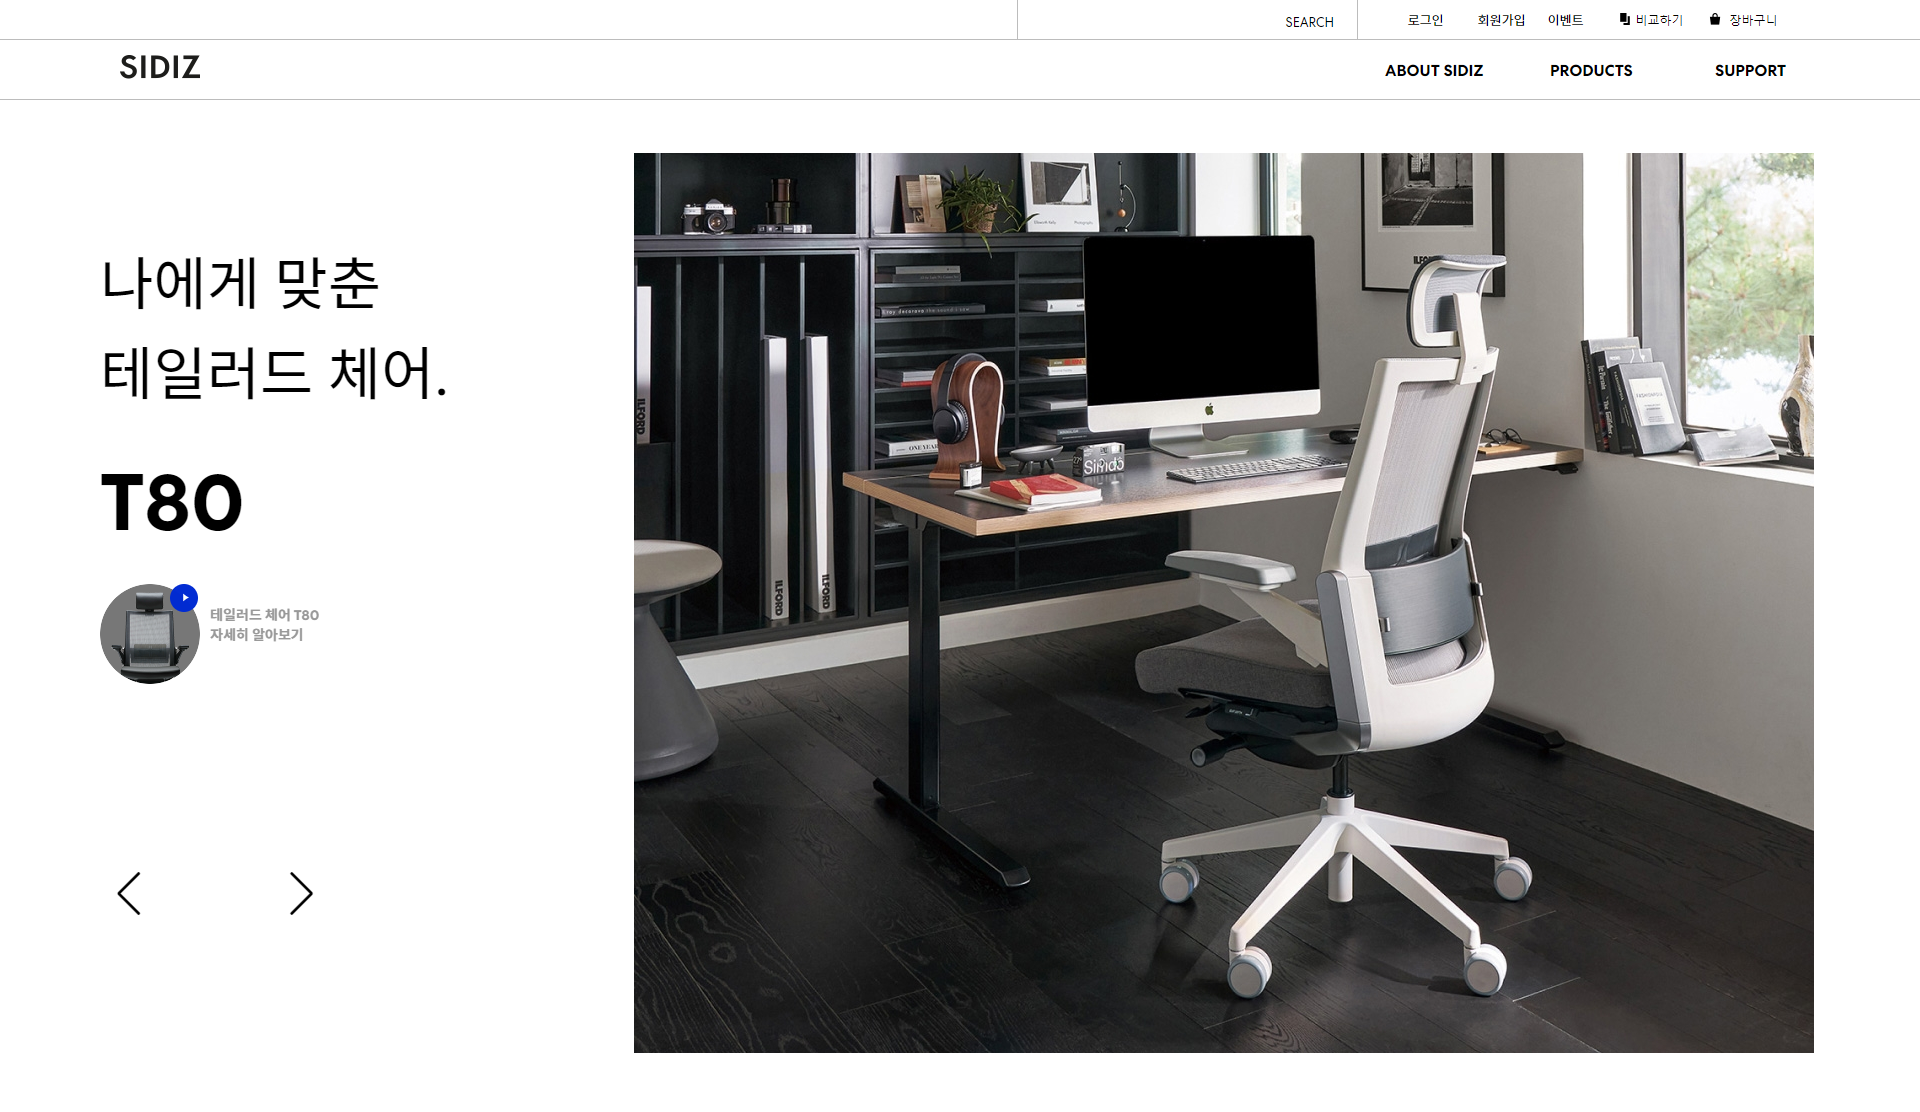 SEARCH
로그인
회원가입
이벤트
비교하기
장바구니
SIDIZ
ABOUT SIDIZ
PRODUCTS
SUPPORT
나에게 맞춘
테일러드 체어.
T80
테일러드 체어 T80
자세히 알아보기
ILFORD
ILFORD
ILFORD
ONE YEAR